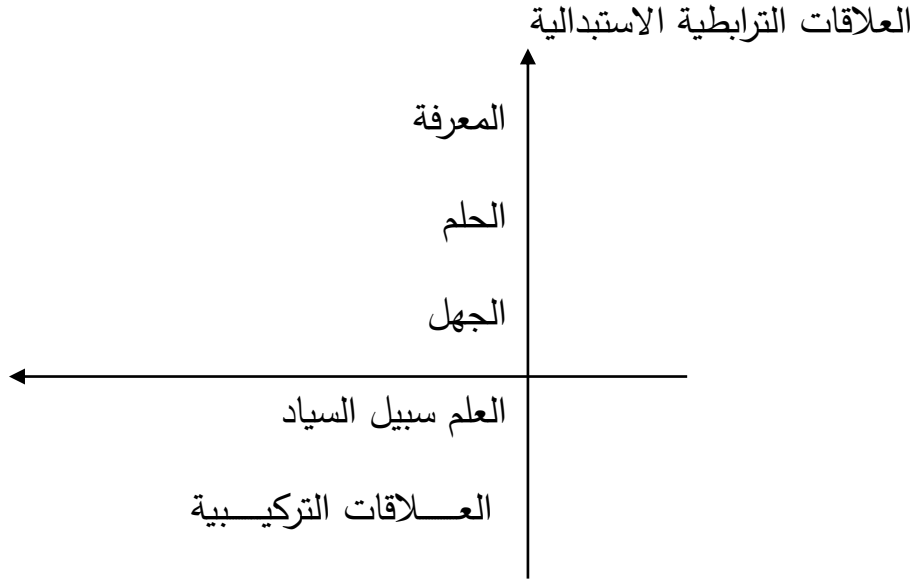 العلاقات الترابطية الاستبدالية
المعرفة
الحلم
الجهل
العلم سبيل السياد
العـــلاقات التركيـــبية